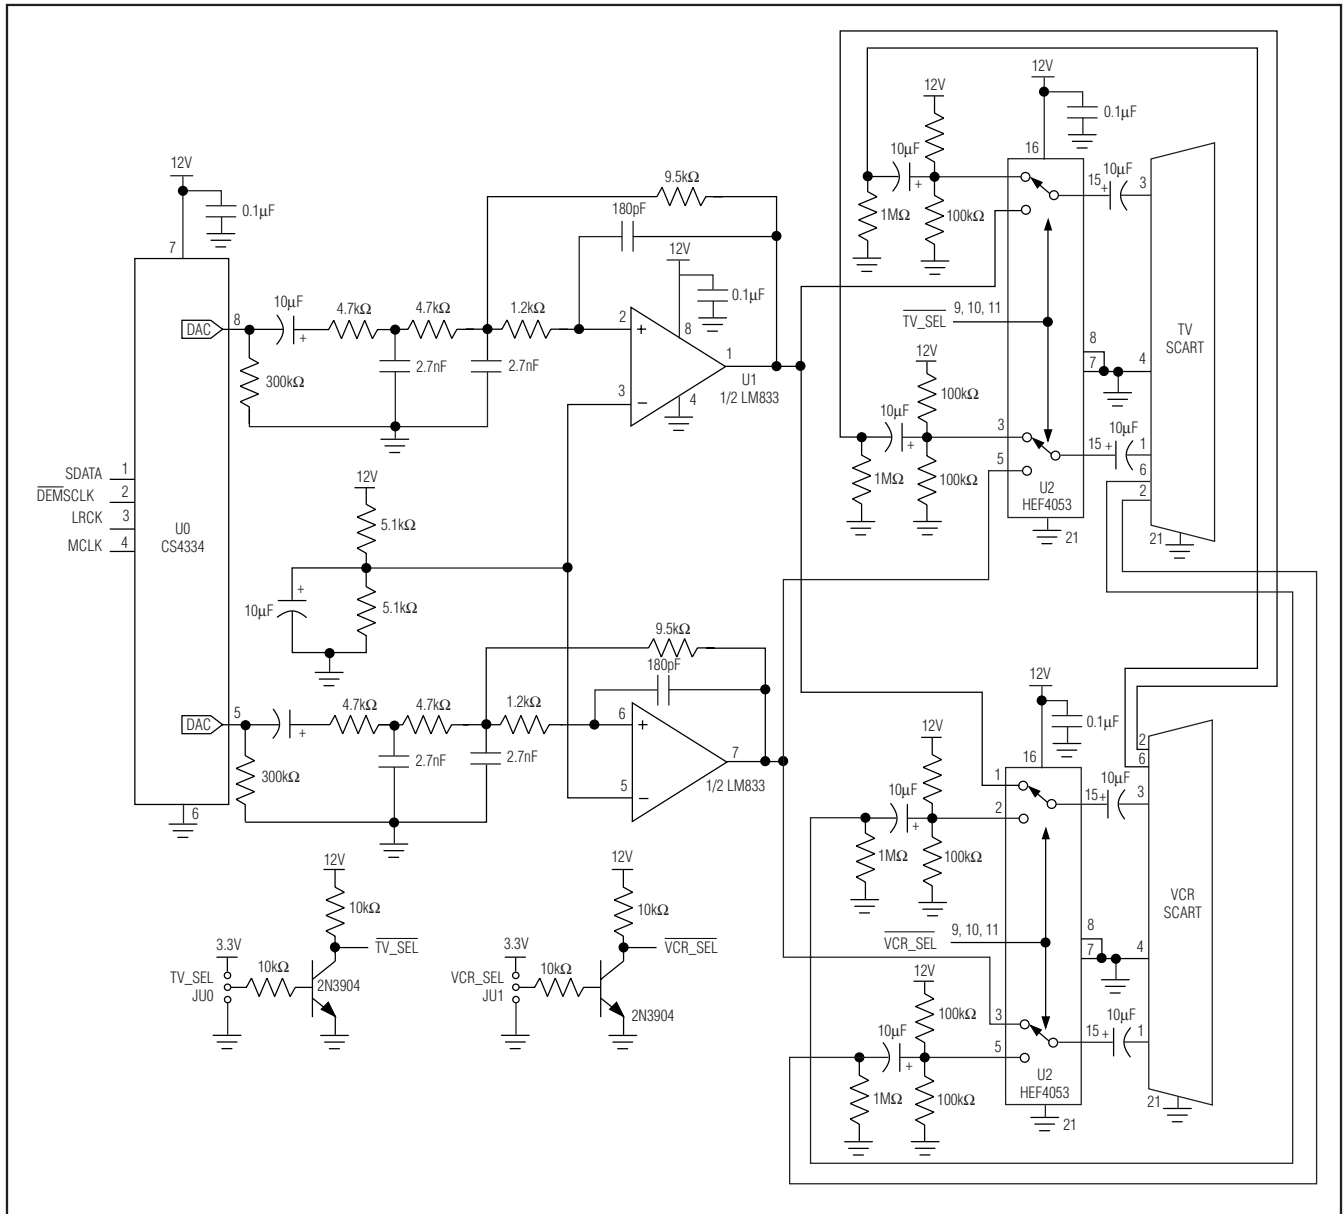 12V
0.1µF
7
DAC
8
10µF
+
300kΩ
4.7kΩ
4.7kΩ
2.7nF
2.7nF
1.2kΩ
9.5kΩ
180pF
12V
0.1µF
2
+
8
3
−
4
1
U1
1/2 LM833
SDATA
1
DEMSCLK
2
LRCK
3
MCLK
4
U0
CS4334
12V
5.1kΩ
10µF
+
5.1kΩ
DAC
5
+
300kΩ
4.7kΩ
4.7kΩ
2.7nF
2.7nF
1.2kΩ
9.5kΩ
180pF
6
+
5
−
7
1/2 LM833
6
12V
10kΩ
TV_SEL
3.3V
TV_SEL
JU0
10kΩ
2N3904
12V
10kΩ
VCR_SEL
3.3V
VCR_SEL
JU1
10kΩ
2N3904
12V
0.1µF
12V
16
10µF
+
1MΩ
100kΩ
15
+
10µF
3
9, 10, 11
TV_SEL
8
7
4
TV
SCART
12V
100kΩ
10µF
+
1MΩ
100kΩ
3
5
15
+
10µF
1
6
2
U2
HEF4053
21
21
12V
0.1µF
16
12V
10µF
+
1MΩ
100kΩ
1
2
15
+
10µF
2
6
3
9, 10, 11
VCR_SEL
8
7
4
VCR
SCART
12V
100kΩ
10µF
+
1MΩ
100kΩ
3
5
15
+
10µF
1
U2
HEF4053
21
21